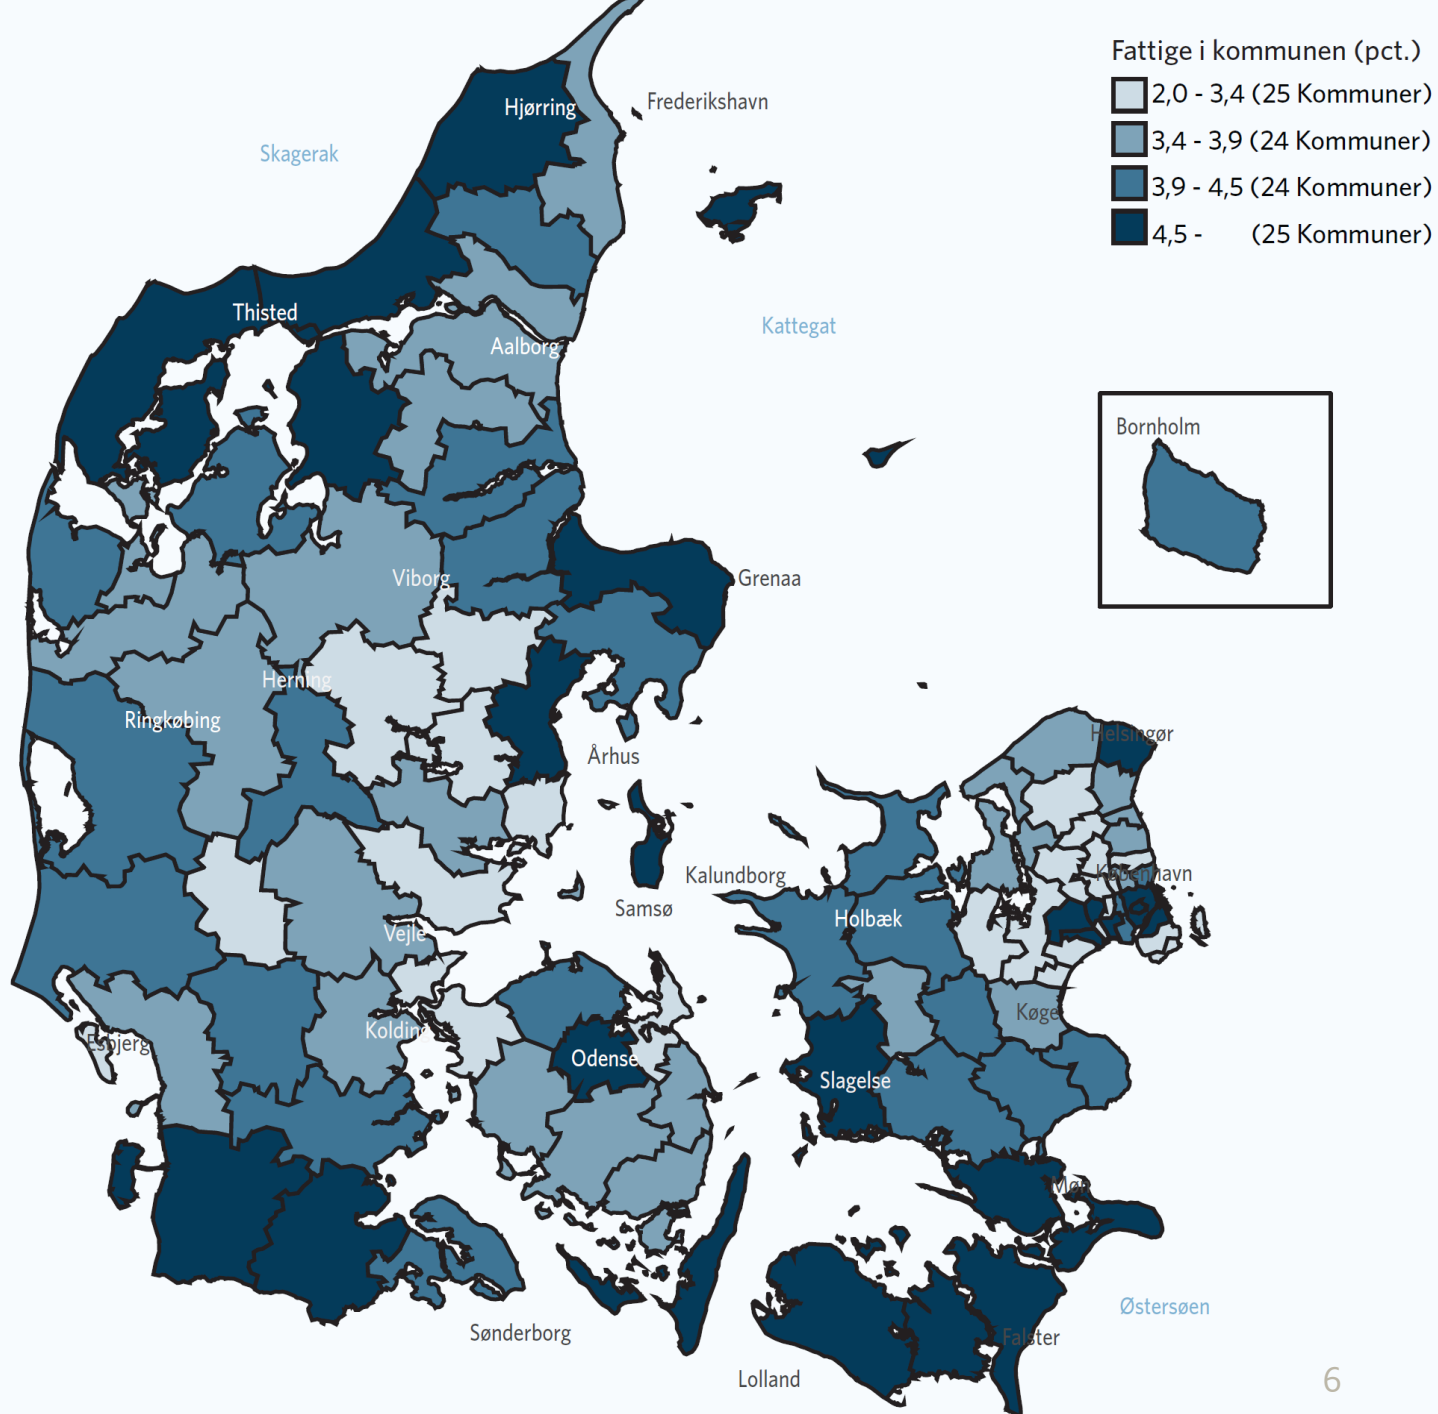 Fattige i kommunen (pct.)
2,0 - 3,4 (25 Kommuner)
3,4 - 3,9 (24 Kommuner)
3,9 - 4,5 (24 Kommuner)
4,5 - (25 Kommuner)
Hjørring
Frederikshavn
Skagerak
Thisted
Aalborg
Kattegat
Bornholm
Viborg
Grenaa
Herning
Ringkøbing
Århus
Helsingør
Kalundborg
København
Samsø
Holbæk
Vejle
Køge
Kolding
Esbjerg
Odense
Slagelse
Møn
Østersøen
Sønderborg
Falster
Lolland
6